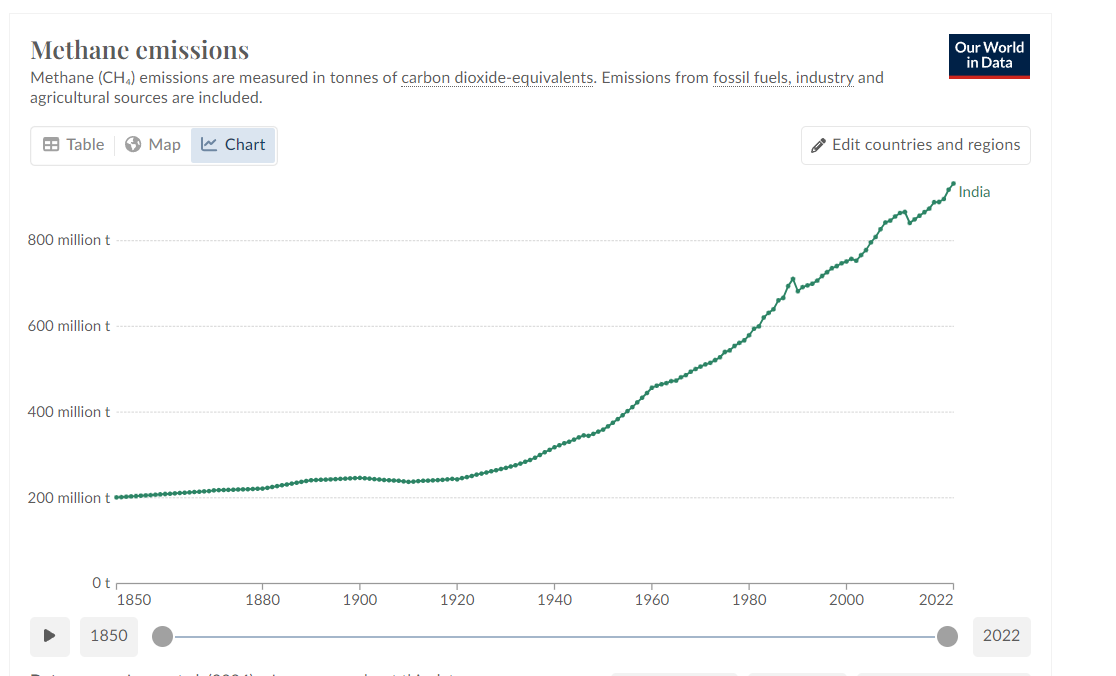 Methane emissions
Our World
in Data
Methane (CH₄) emissions are measured in tonnes of carbon dioxide-equivalents. Emissions from fossil fuels, industry and
agricultural sources are included.
Table Map Chart
Edit countries and regions
India
800 million t
600 million t
400 million t
200 million t
0 t
1850 1880 1900 1920 1940 1960 1980 2000 2022
1850 2022